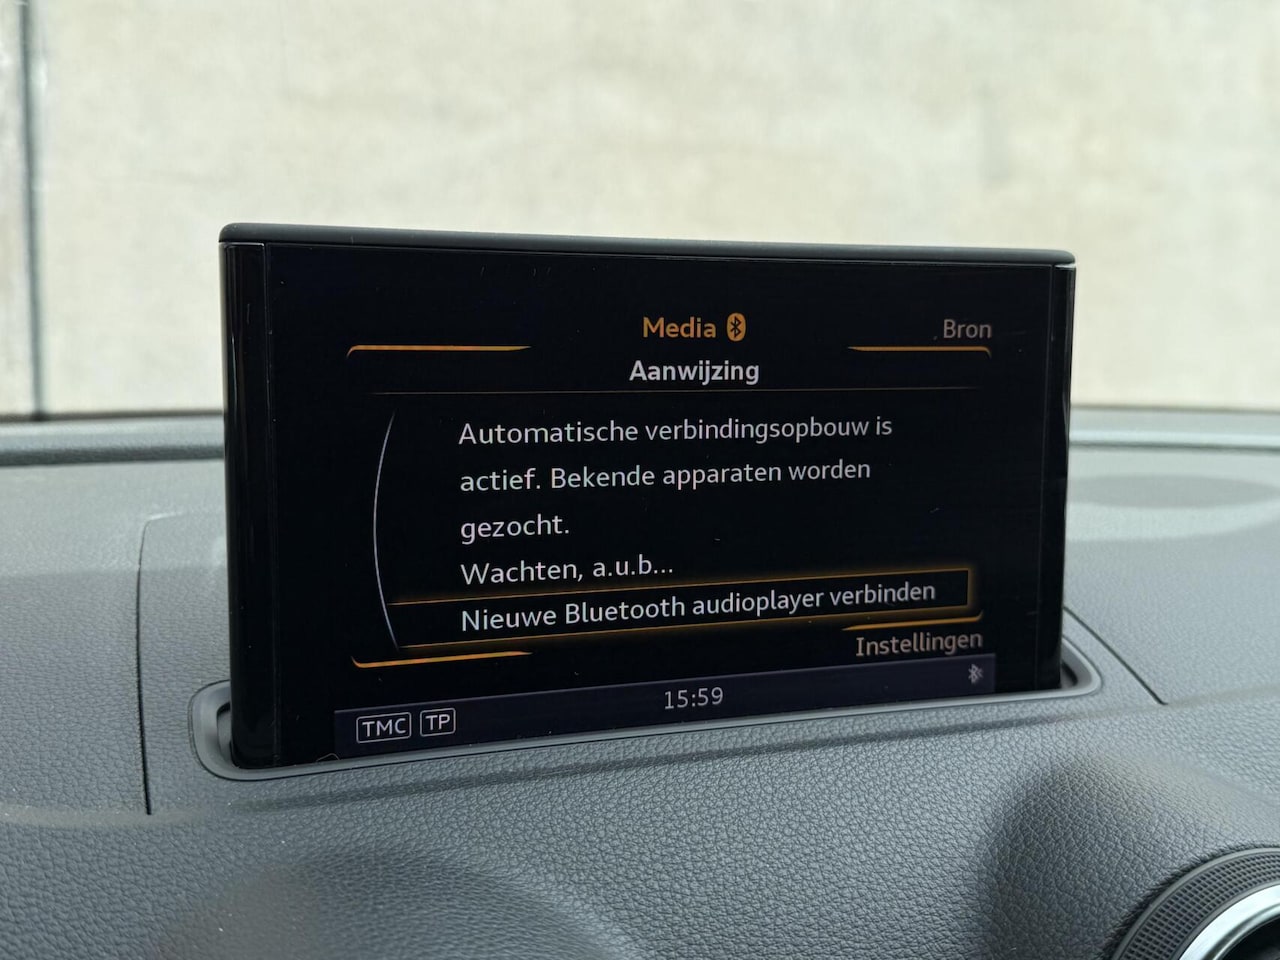 Media
Bron
Aanwijzing
Automatische verbindingsopbouw is
actief. Bekende apparaten worden
gezocht.
Wachten, a.u.b...
Nieuwe Bluetooth audioplayer verbinden
Instellingen
TMC TP 15:59